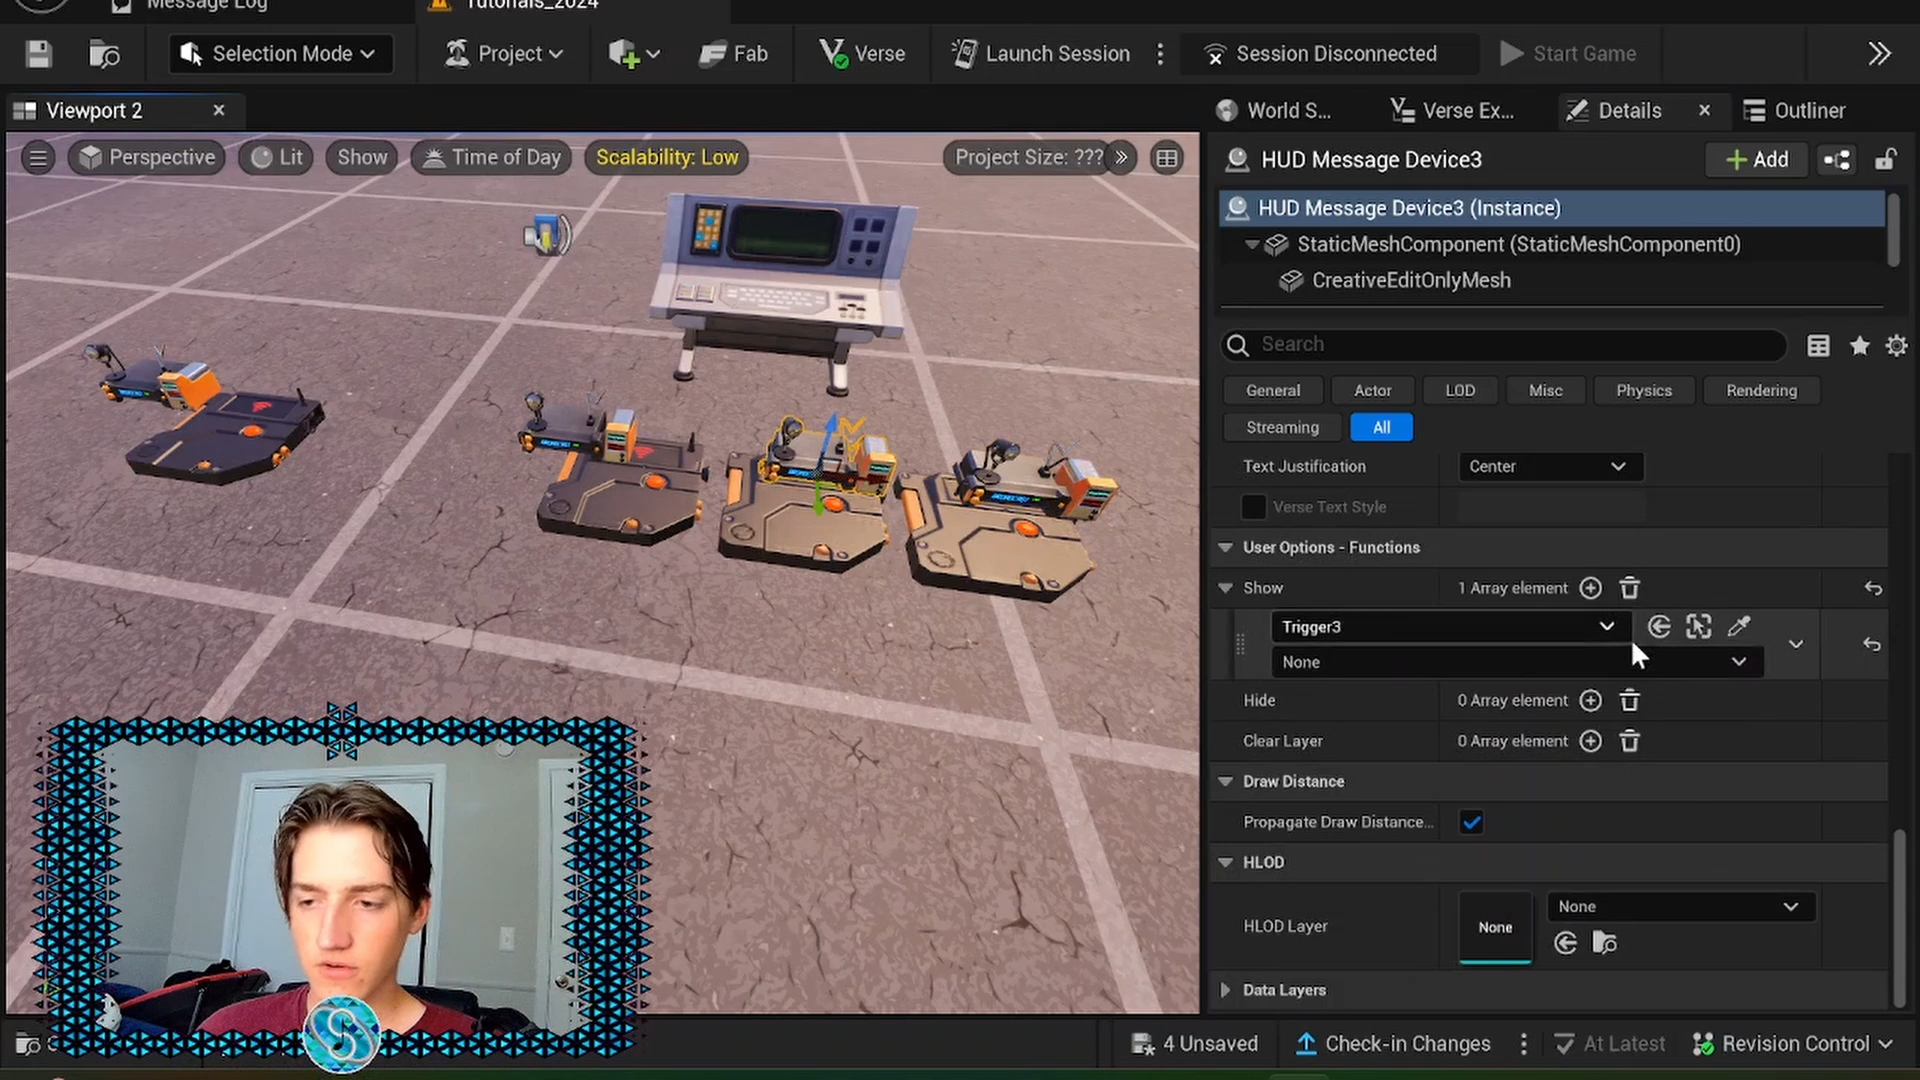 Message Log
Tutorials_2024
Selection Mode
Project
Fab
Verse
Launch Session
Session Disconnected
Start Game
Viewport 2
World S...
Verse Ex...
Details
Outliner
Perspective
Lit
Show
Time of Day
Scalability: Low
Project Size: ???
HUD Message Device3
Add
HUD Message Device3 (Instance)
StaticMeshComponent (StaticMeshComponent0)
CreativeEditOnlyMesh
Search
General
Actor
LOD
Misc
Physics
Rendering
Streaming
All
Text Justification
Center
Verse Text Style
User Options - Functions
Show
1 Array element
Trigger3
None
Hide
0 Array element
Clear Layer
0 Array element
Draw Distance
Propagate Draw Distance...
HLOD
HLOD Layer
None
None
Data Layers
4 Unsaved
Check-in Changes
At Latest
Revision Control